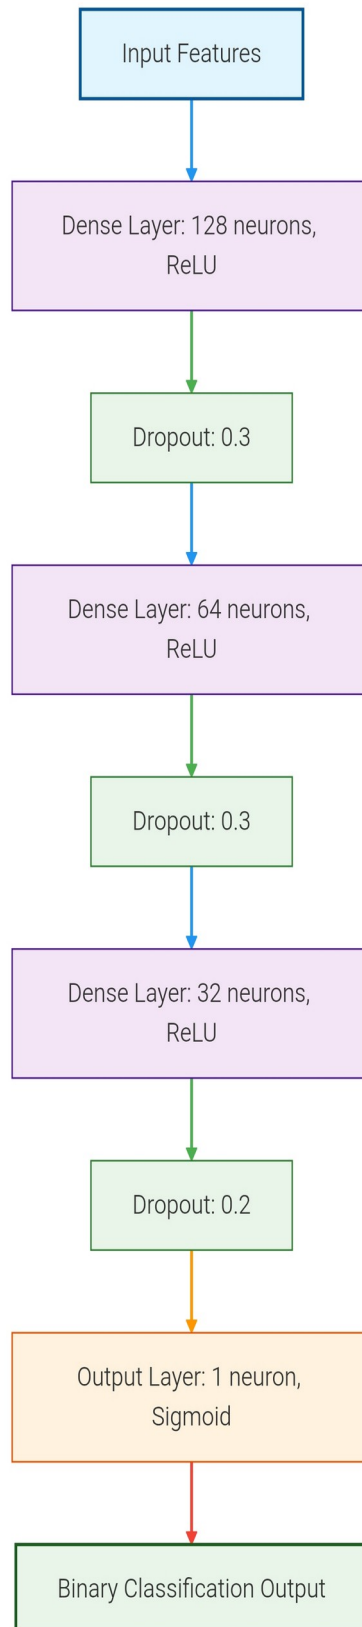 Input Features
Dense Layer: 128 neurons,
ReLU
Dropout: 0.3
Dense Layer: 64 neurons,
ReLU
Dropout: 0.3
Dense Layer: 32 neurons,
ReLU
Dropout: 0.2
Output Layer: 1 neuron,
Sigmoid
Binary Classification Output